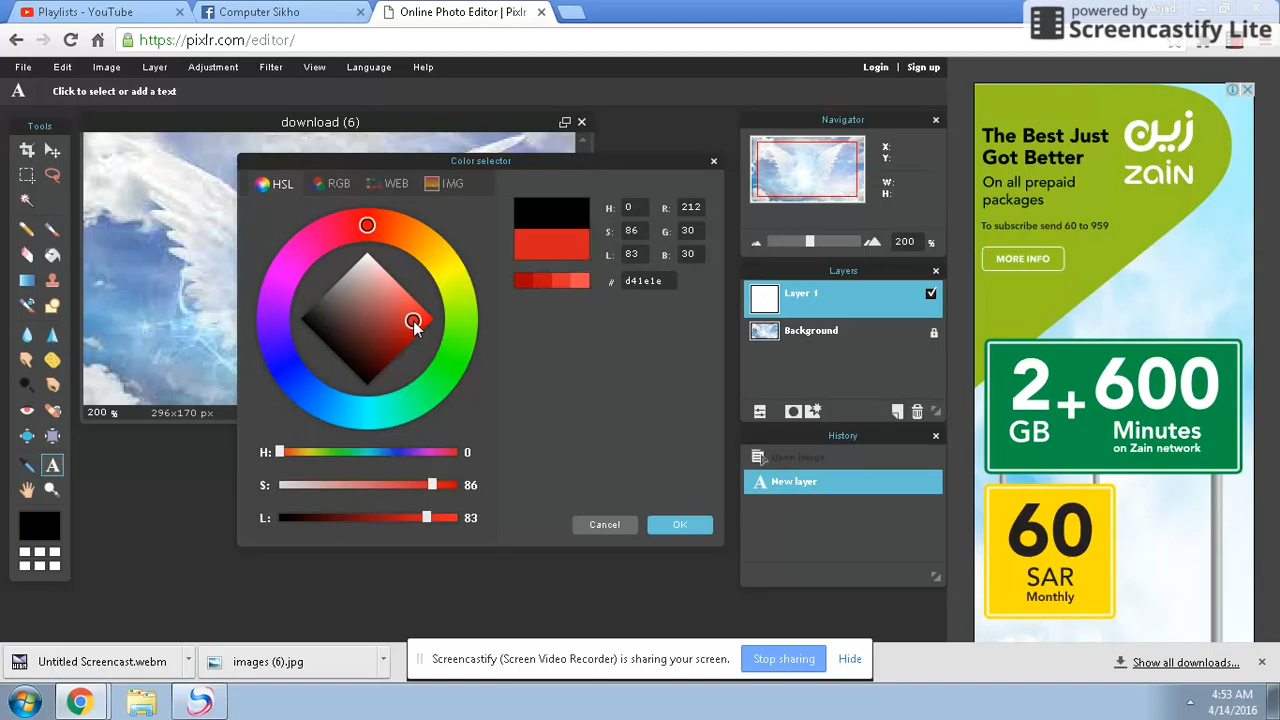 Playlists - YouTube
Computer Sikho
Online Photo Editor | Pixlr
powered by
Screencastify Lite
https://pixlr.com/editor/
File Edit Layer Adjustment Filter View Language Help
Login Sign up
A Click to select or add a text
Tools
download (6)
Color selector
WEB IMG
H: 0 R: 212
S: 86 G: 30
L: 83 B: 30
# d41e1e
H: 0
S: 86
L: 83
Cancel OK
200 % 296x170 px
Navigator
X:
Y:
W:
H:
200 %
Layers
Layer 1
Background
History
Open image
New layer
The Best Just
Got Better
On all prepaid
packages
To subscribe send 60 to 959
MORE INFO
زين
ZAIN
2 GB + 600 Minutes
on Zain network
60
SAR
Monthly
Untitled Screencast.webm
images (6).jpg
Screencastify (Screen Video Recorder) is sharing your screen.
Stop sharing
Hide
Show all downloads...
4:53 AM
4/14/2016